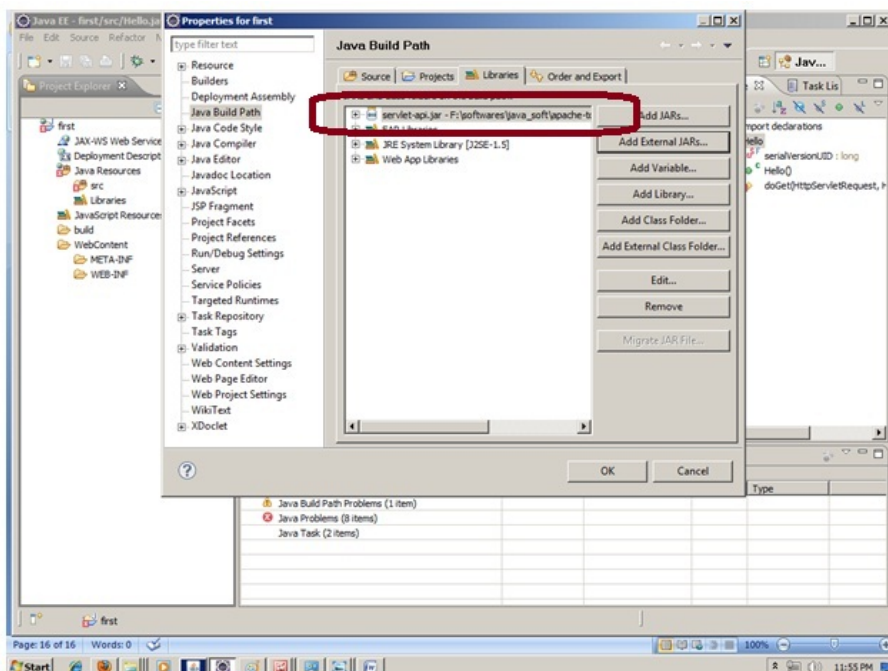 Java EE - first/src/Hello.ja
Properties for first
File Edit Source Refactor
Project Explorer
first
JAX-WS Web Service
Deployment Descript
Java Resources
src
Libraries
JavaScript Resource
build
WebContent
META-INF
WEB-INF
type filter text
Resource
Builders
Deployment Assembly
Java Build Path
Java Code Style
Java Compiler
Java Editor
Javadoc Location
JavaScript
JSP Fragment
Project Facets
Project References
Run/Debug Settings
Server
Service Policies
Targeted Runtimes
Task Repository
Task Tags
Validation
Web Content Settings
Web Page Editor
Web Project Settings
WikiText
XDoclet
Java Build Path
Source Projects Libraries Order and Export
servlet-api.jar - F:\softwares\java_soft\apache-t
EAR Libraries
JRE System Library [J2SE-1.5]
Web App Libraries
Add JARs...
Add External JARs...
Add Variable...
Add Library...
Add Class Folder...
Add External Class Folder...
Edit...
Remove
Migrate JAR File...
OK Cancel
Jav...
Task Lis
mport declarations
ello
serialVersionUID : long
Hello()
doGet(HttpServletRequest, H
Type
Java Build Path Problems (1 item)
Java Problems (8 items)
Java Task (2 items)
first
Page: 16 of 16 Words: 0 100%
Start 11:55 PM